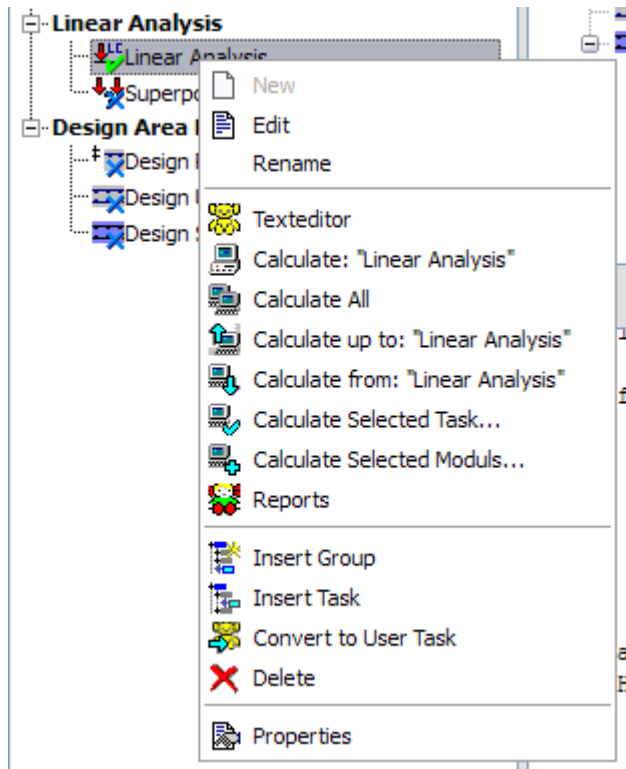 Linear Analysis
Linear Analysis
New
Edit
Design Area
Rename
Design
Texteditor
Design
Calculate: "Linear Analysis"
Design
Calculate All
Calculate up to: "Linear Analysis"
Calculate from: "Linear Analysis"
Calculate Selected Task...
Calculate Selected Moduls...
Reports
Insert Group
Insert Task
Convert to User Task
Delete
Properties